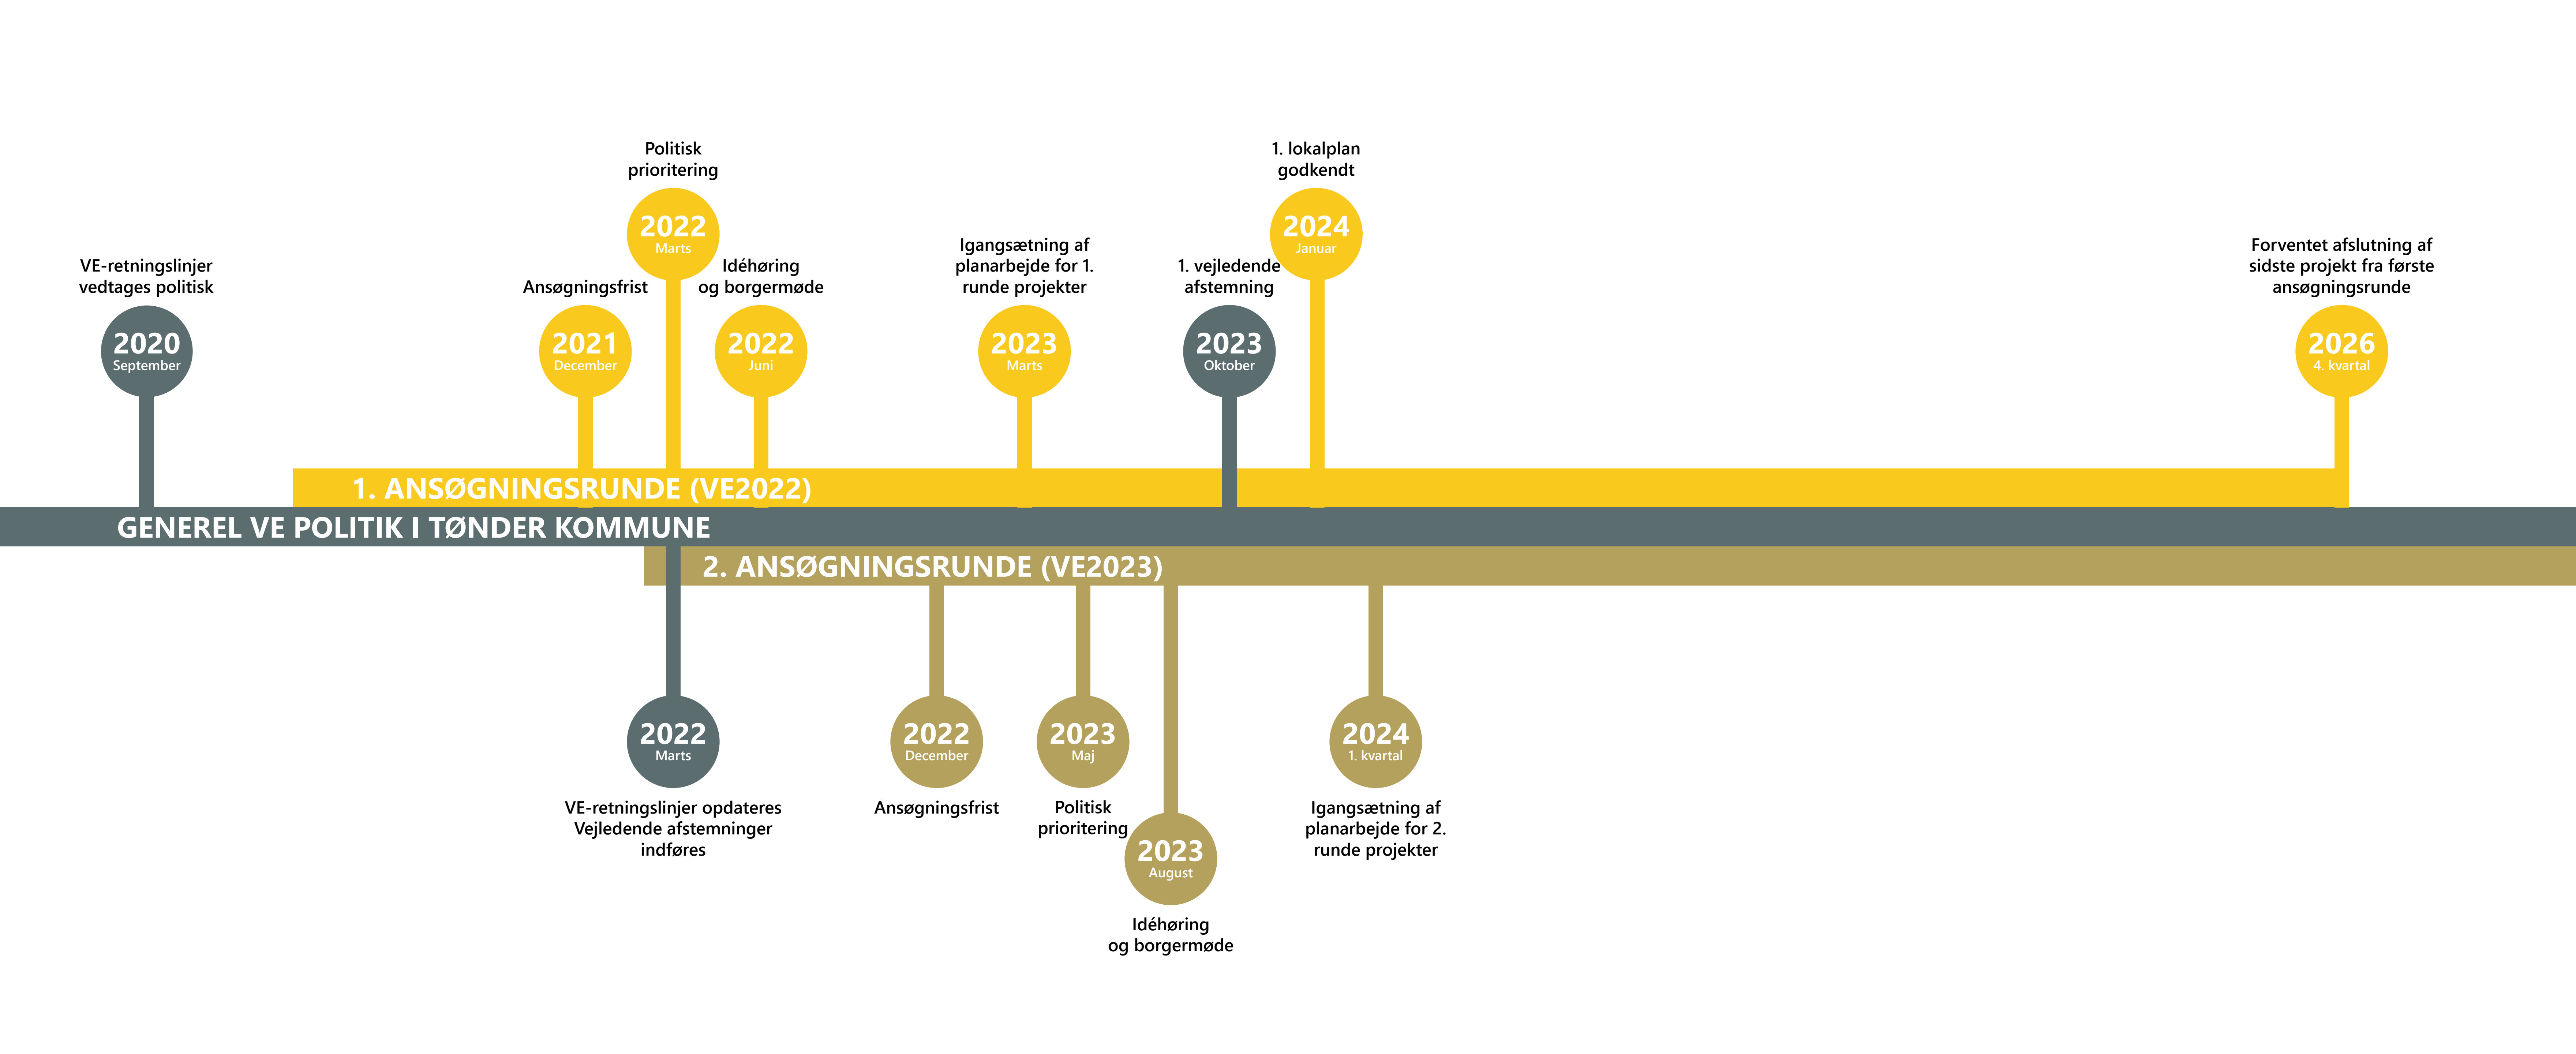 Politisk
prioritering
2022
Marts
1. lokalplan
godkendt
2024
Januar
VE-retningslinjer
vedtages politisk
2020
September
Ansøgningsfrist
2021
December
Idéhøring
og borgermøde
2022
Juni
Igangsætning af
planarbejde for 1.
runde projekter
2023
Marts
1. vejledende
afstemning
2023
Oktober
Forventet afslutning af
sidste projekt fra første
ansøgningsrunde
2026
4. kvartal
1. ANSØGNINGSRUNDE (VE2022)
GENEREL VE POLITIK I TØNDER KOMMUNE
2. ANSØGNINGSRUNDE (VE2023)
2022
Marts
VE-retningslinjer opdateres
Vejledende afstemninger
indføres
2022
December
Ansøgningsfrist
2023
Maj
Politisk
prioritering
2023
August
Idéhøring
og borgermøde
2024
1. kvartal
Igangsætning af
planarbejde for 2.
runde projekter